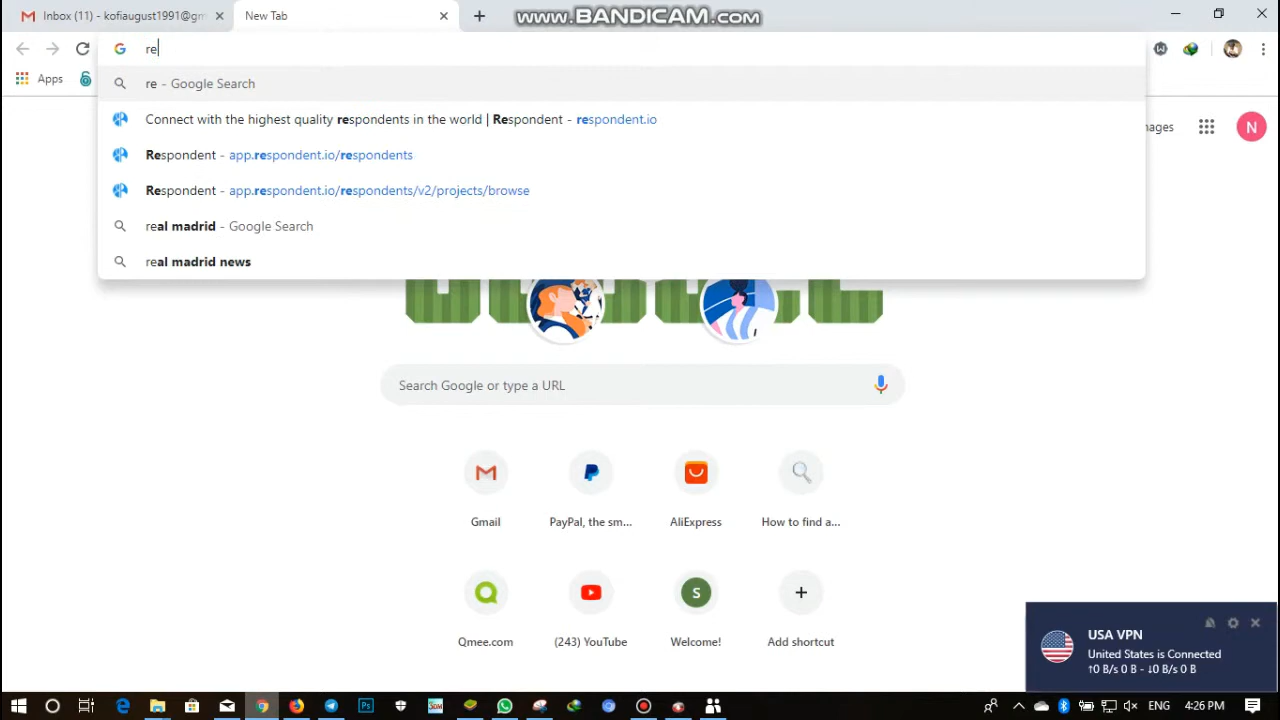 Inbox (11) - kofiaugust1991@gm
New Tab
www.BANDICAM.com
re
Apps
re - Google Search
Connect with the highest quality respondents in the world | Respondent - respondent.io
Respondent - app.respondent.io/respondents
Respondent - app.respondent.io/respondents/v2/projects/browse
real madrid - Google Search
real madrid news
mages
N
Search Google or type a URL
Gmail
PayPal, the sm...
AliExpress
How to find a...
S
Qmee.com
(243) YouTube
Welcome!
Add shortcut
USA VPN
United States is Connected
↑0 B/s 0 B - ↓0 B/s 0 B
ENG
4:26 PM